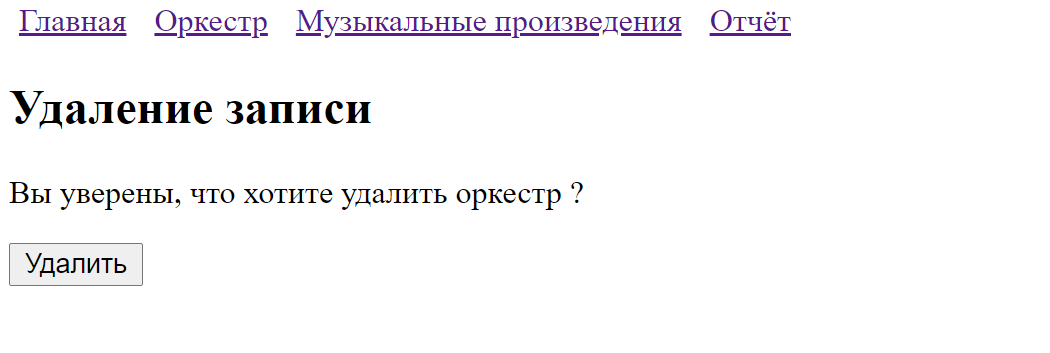 Главная Оркестр Музыкальные произведения Отчёт
Удаление записи
Вы уверены, что хотите удалить оркестр ?
Удалить